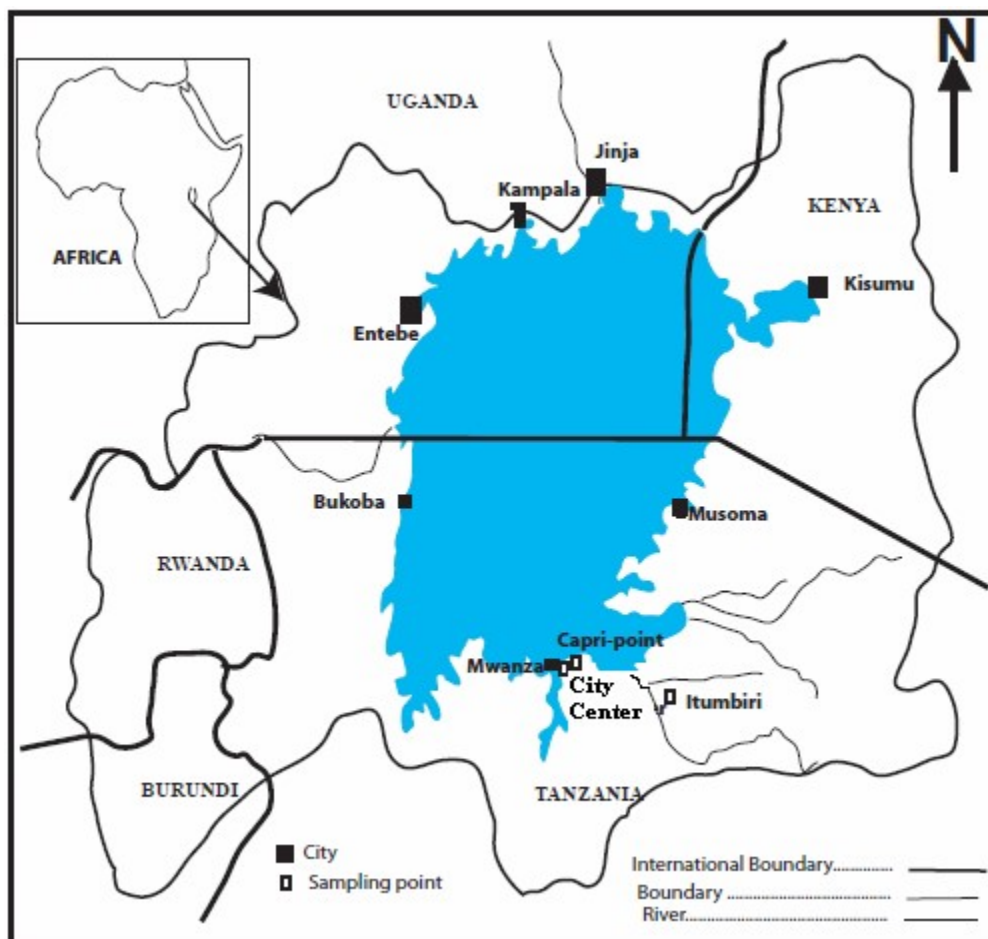 N
UGANDA
Jinja
Kampala
KENYA
AFRICA
Kisumu
Entebe
Bukoba
Musoma
RWANDA
Capri-point
Mwanza
City
Center
Itumbiri
BURUNDI
TANZANIA
City
Sampling point
International Boundary..............
Boundary ........................................
River.................................................